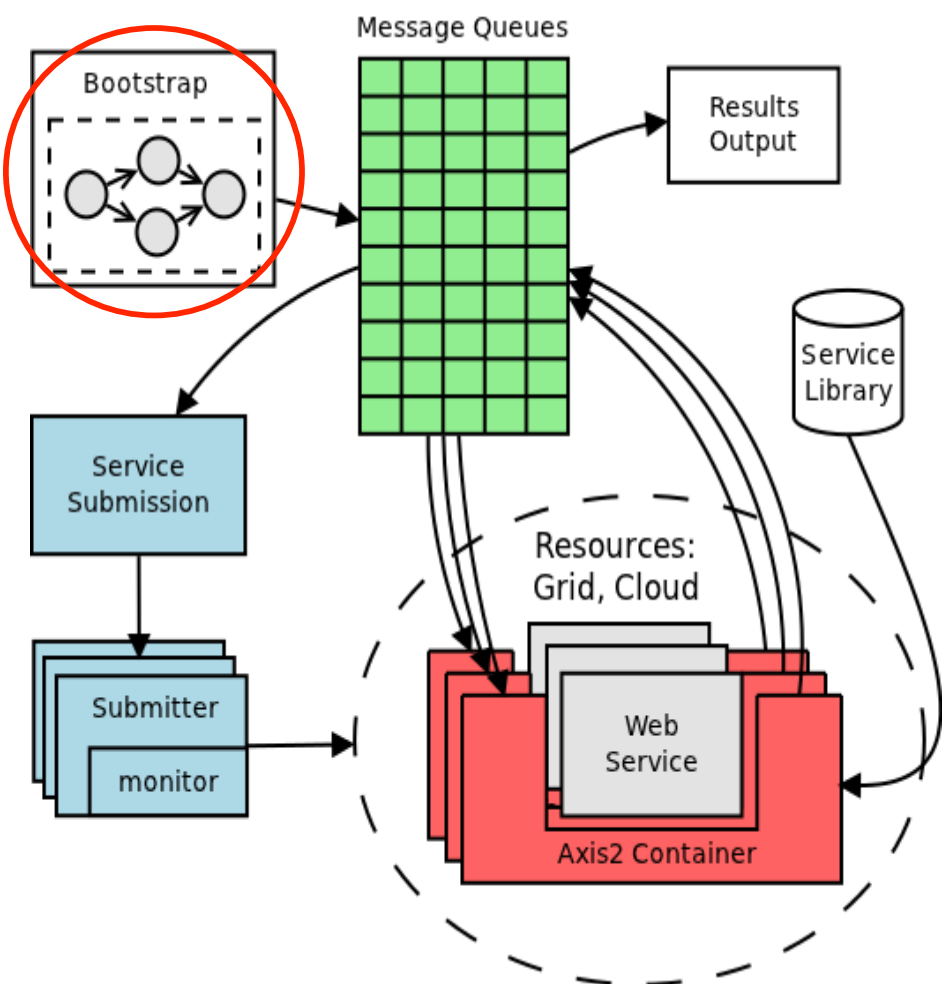 Message Queues
Bootstrap
Results
Output
Service
Library
Service
Submission
Resources:
Grid, Cloud
Submitter
monitor
Web
Service
Axis2 Container